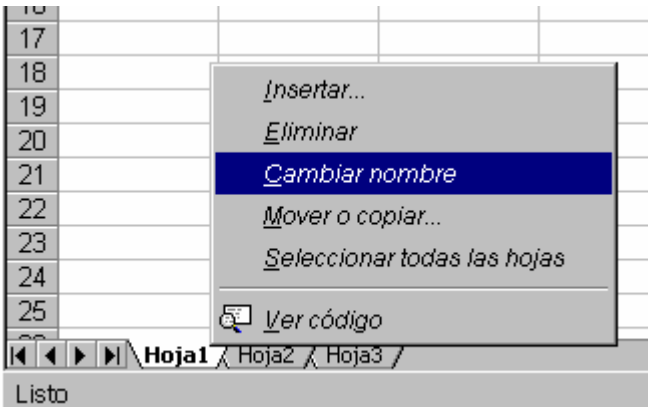 17
18
19
20
21
22
23
24
25
Insertar...
Eliminar
Cambiar nombre
Mover o copiar...
Seleccionar todas las hojas
Ver código
Hoja1 Hoja2 Hoja3
Listo